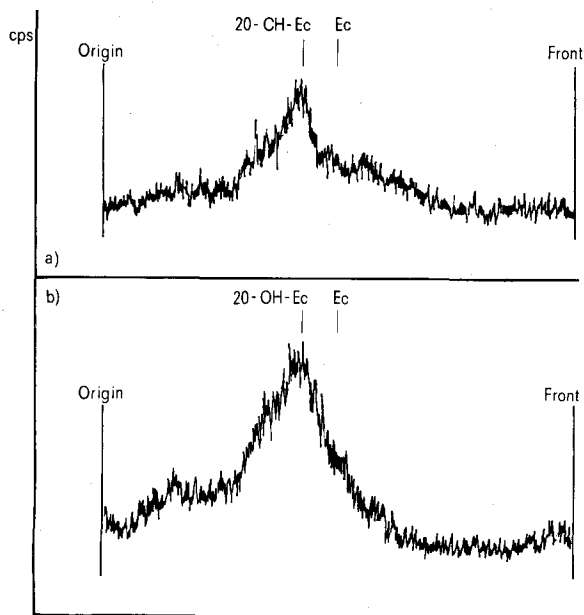 20-CH-Ec Ec
cps
Origin Front
a)
b)
20-OH-Ec Ec
Origin Front